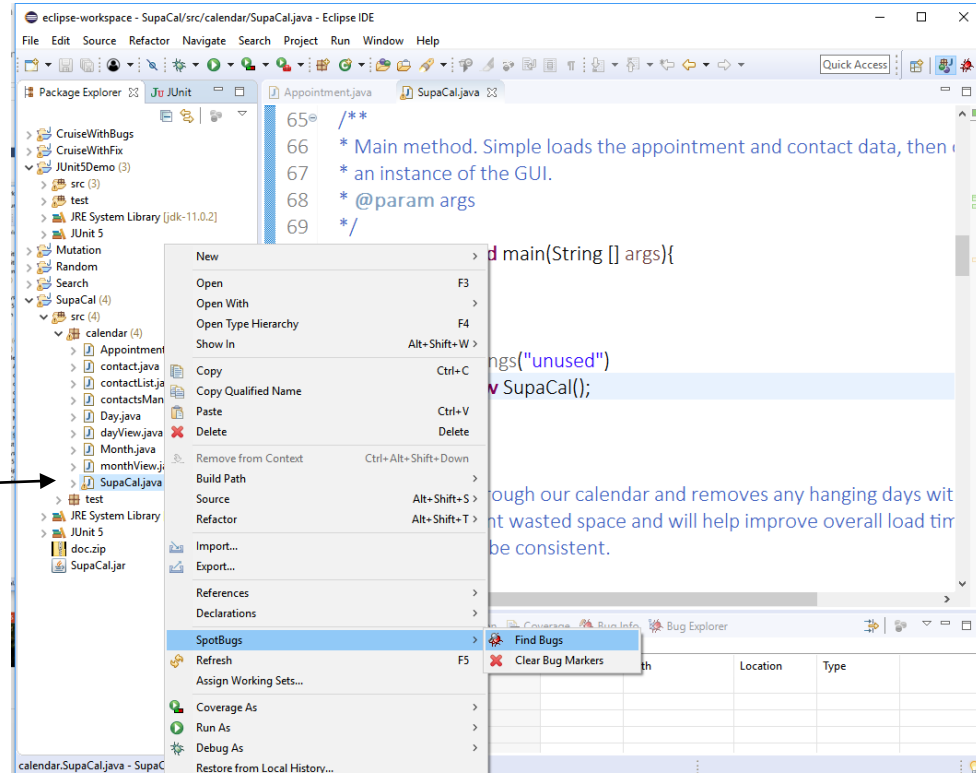 eclipse-workspace - SupaCal/src/calendar/SupaCal.java - Eclipse IDE
File Edit Source Refactor Navigate Search Project Run Window Help
Quick Access
Package Explorer JUnit
Appointment.java SupaCal.java
CruiseWithBugs
CruiseWithFix
JUnit5Demo (3)
src (3)
test
JRE System Library [jdk-11.0.2]
JUnit 5
Mutation
Random
Search
SupaCal (4)
src (4)
calendar (4)
Appointment
contact.java
contactList.ja
contactsMan
Day.java
dayView.java
Month.java
monthView.ja
SupaCal.java
test
JRE System Library
JUnit 5
doc.zip
SupaCal.jar
65 /**
66 * Main method. Simple loads the appointment and contact data, then
67 * an instance of the GUI.
68 * @param args
69 */
d main(String [] args){
ngs("unused")
w SupaCal();
rough our calendar and removes any hanging days wit
nt wasted space and will help improve overall load tim
be consistent.
New
Open F3
Open With
Open Type Hierarchy F4
Show In Alt+Shift+W >
Copy Ctrl+C
Copy Qualified Name
Paste Ctrl+V
Delete Delete
Remove from Context Ctrl+Alt+Shift+Down
Build Path
Source Alt+Shift+S >
Refactor Alt+Shift+T >
Import...
Export...
References
Declarations
SpotBugs
Refresh F5
Assign Working Sets...
Coverage As
Run As
Debug As
Restore from Local History...
Find Bugs
Clear Bug Markers
Coverage Bug Info Bug Explorer
th Location Type
calendar.SupaCal.java - SupaC